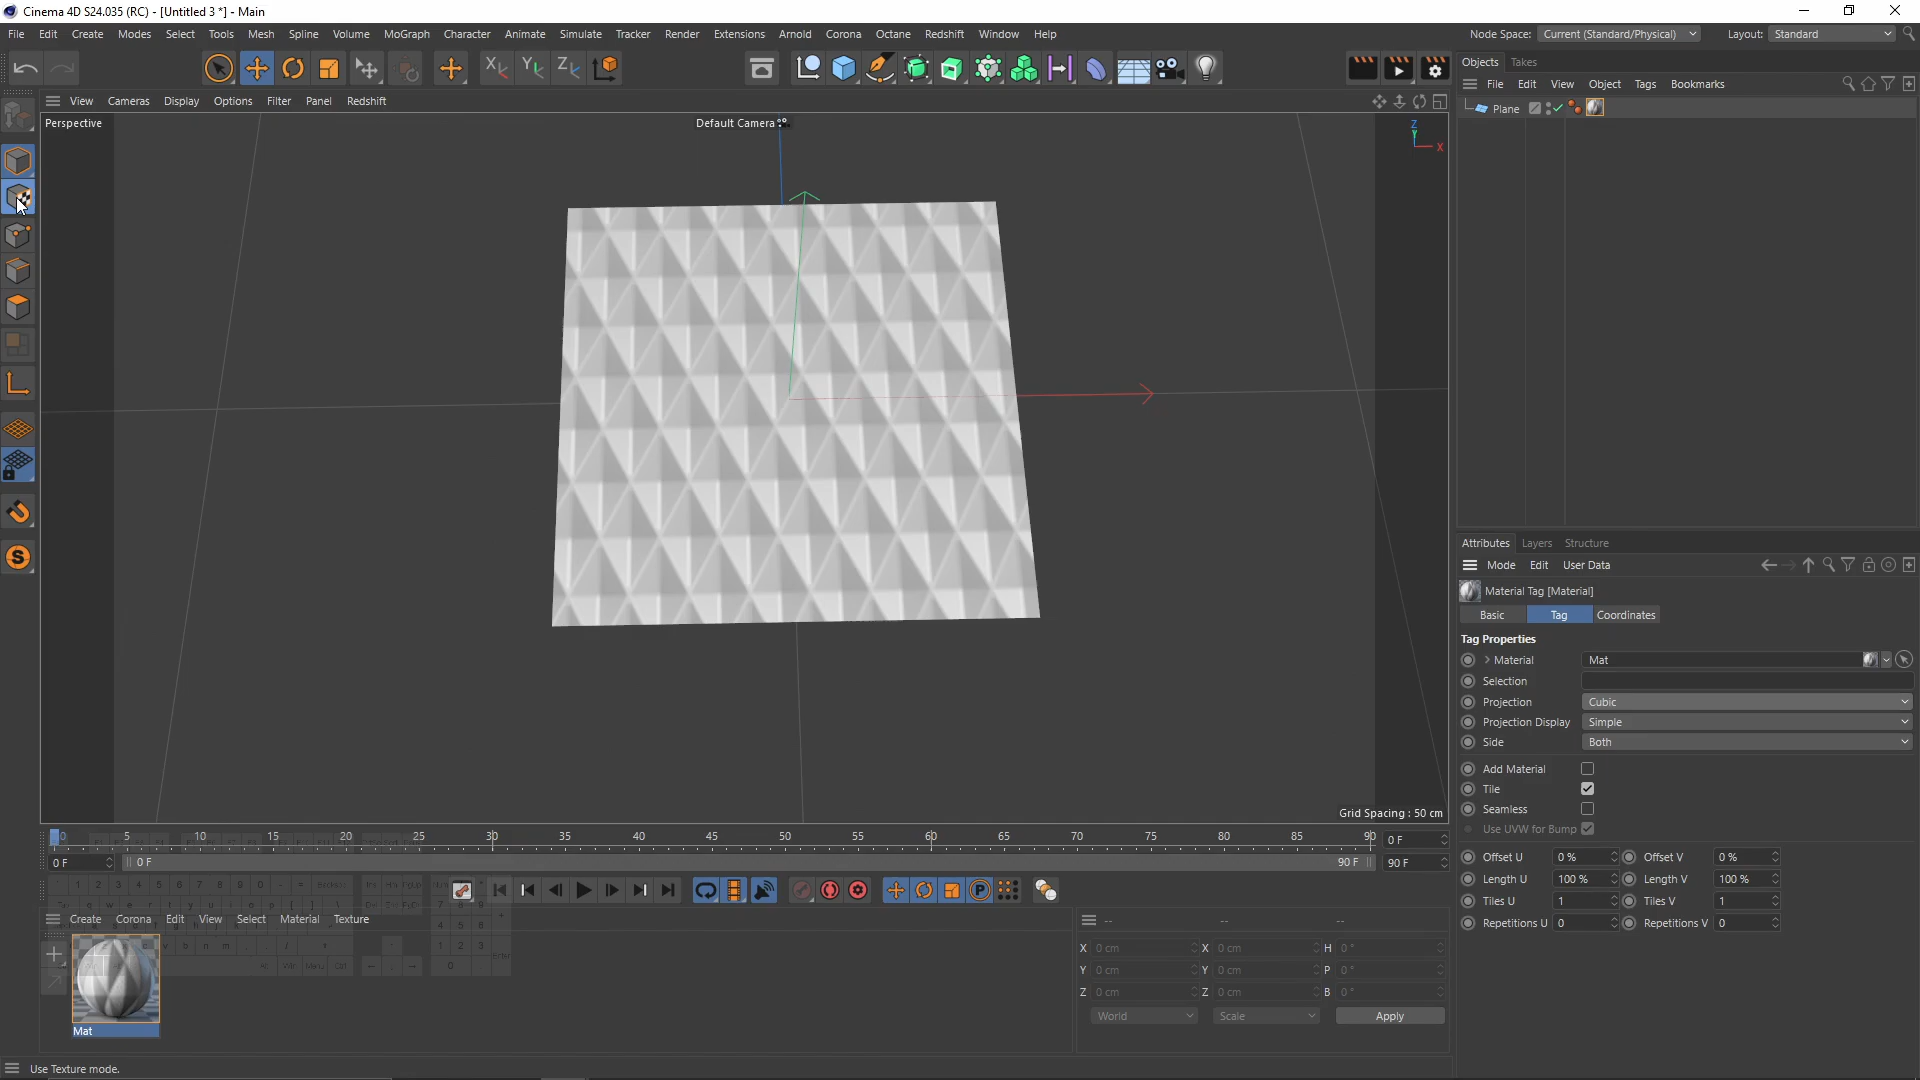 Cinema 4D S24.035 (RC) - [Untitled 3 *] - Main
File Edit Create Modes Select Tools Mesh Spline Volume MoGraph Character Animate Simulate Tracker Render Extensions Arnold Corona Octane Redshift Window Help Node Space: Current (Standard/Physical) Layout: Standard
Objects Takes
File Edit View Object Tags Bookmarks
View Cameras Display Options Filter Panel Redshift
Plane
Perspective
Default Camera
Z
Y
X
Grid Spacing : 50 cm
Attributes Layers Structure
Mode Edit User Data
Material Tag [Material]
Basic Tag Coordinates
Tag Properties
Material Mat
Selection
Projection Cubic
Projection Display Simple
Side Both
Add Material
Tile
Seamless
Use UVW for Bump
Offset U 0 % Offset V 0 %
Length U 100 % Length V 100 %
Tiles U 1 Tiles V 1
Repetitions U 0 Repetitions V 0
0 5 10 15 20 25 30 35 40 45 50 55 60 65 70 75 80 85 90 0 F
0 F 0 F 90 F 90 F
Create Corona Edit View Select Material Texture
Mat
-- -- --
X 0 cm X 0 cm H 0 °
Y 0 cm Y 0 cm P 0 °
Z 0 cm Z 0 cm B 0 °
World Scale Apply
Use Texture mode.